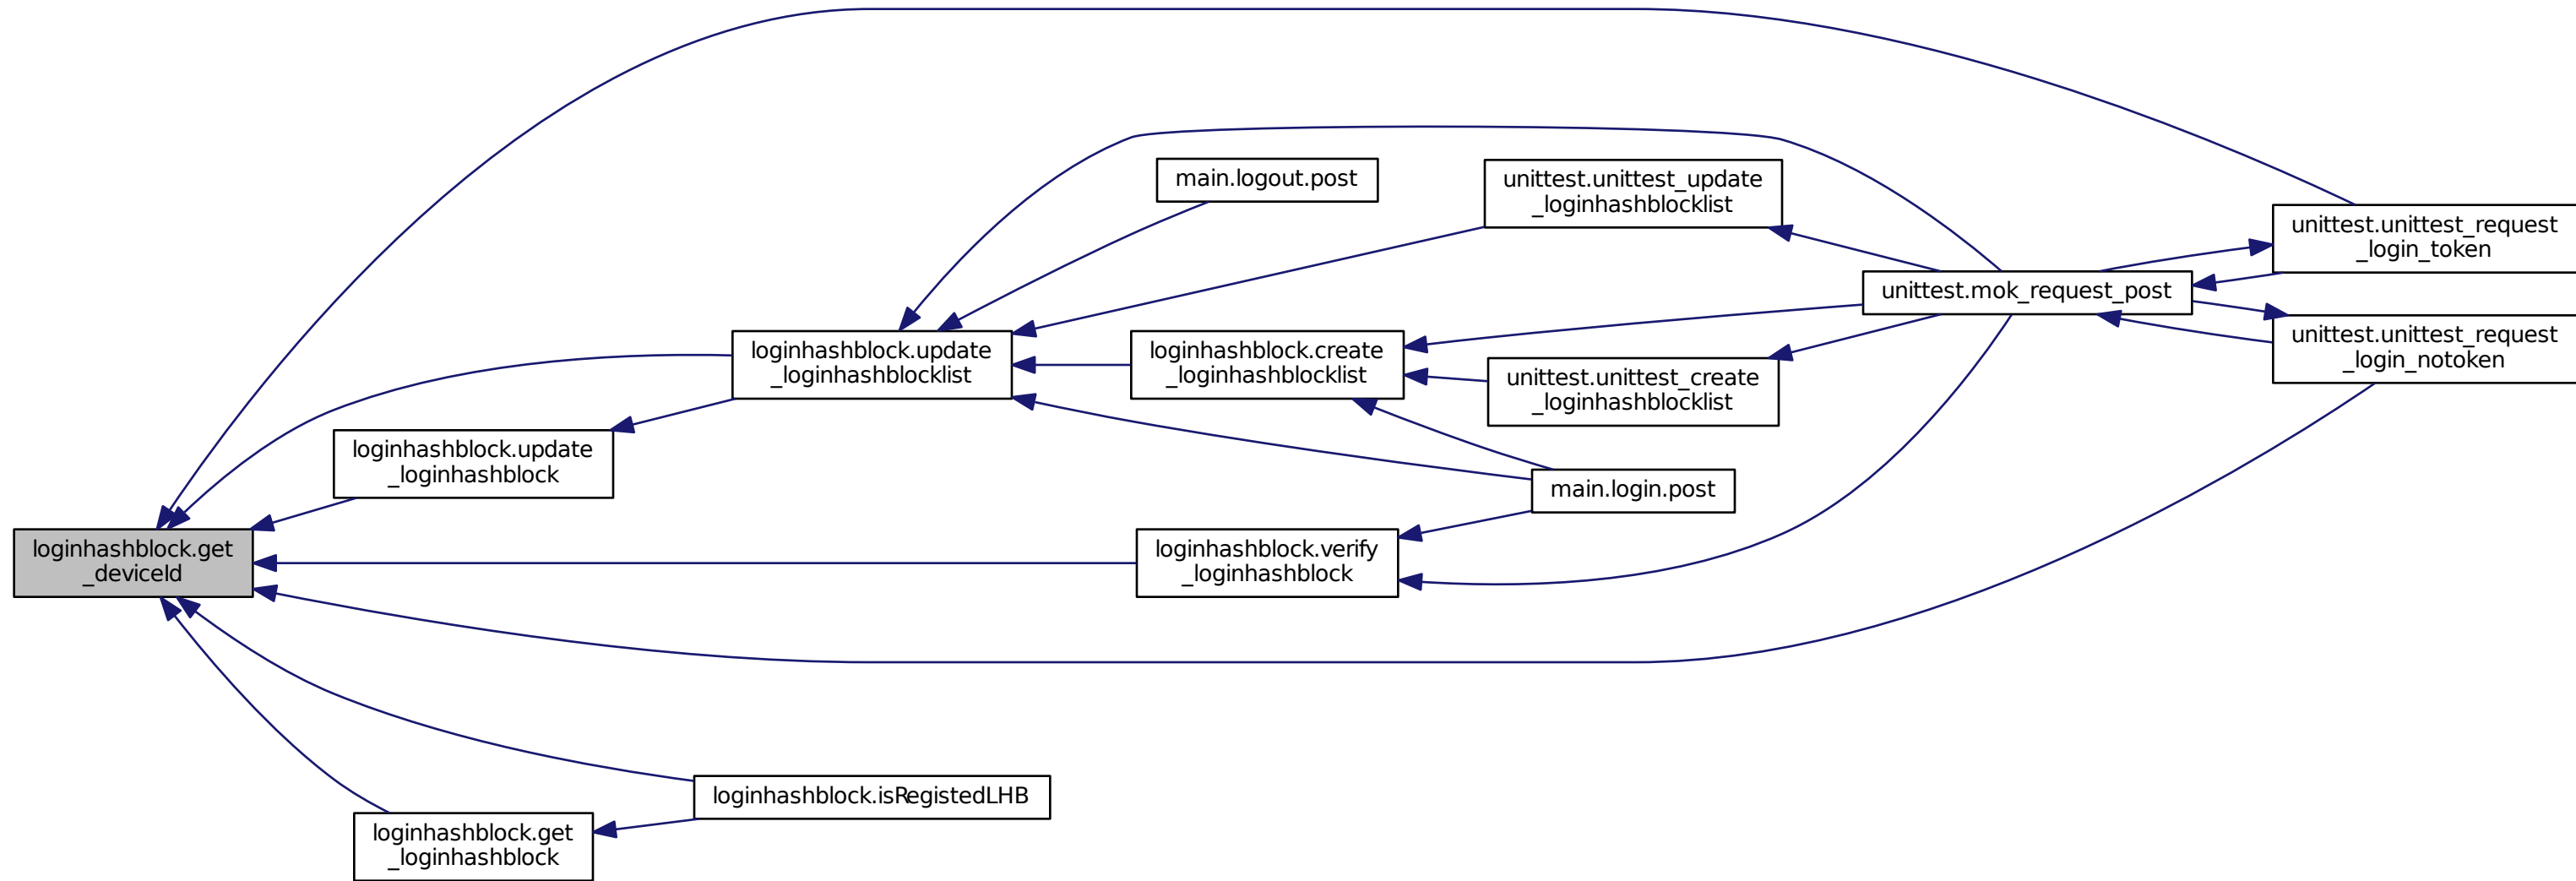 main.logout.post
unittest.unittest_update
_loginhashblocklist
unittest.unittest_request
_login_token
unittest.mok_request_post
loginhashblock.update
_loginhashblocklist
loginhashblock.create
_loginhashblocklist
unittest.unittest_request
_login_notoken
unittest.unittest_create
_loginhashblocklist
loginhashblock.update
_loginhashblock
main.login.post
loginhashblock.get
_deviceId
loginhashblock.verify
_loginhashblock
loginhashblock.isRegistedLHB
loginhashblock.get
_loginhashblock